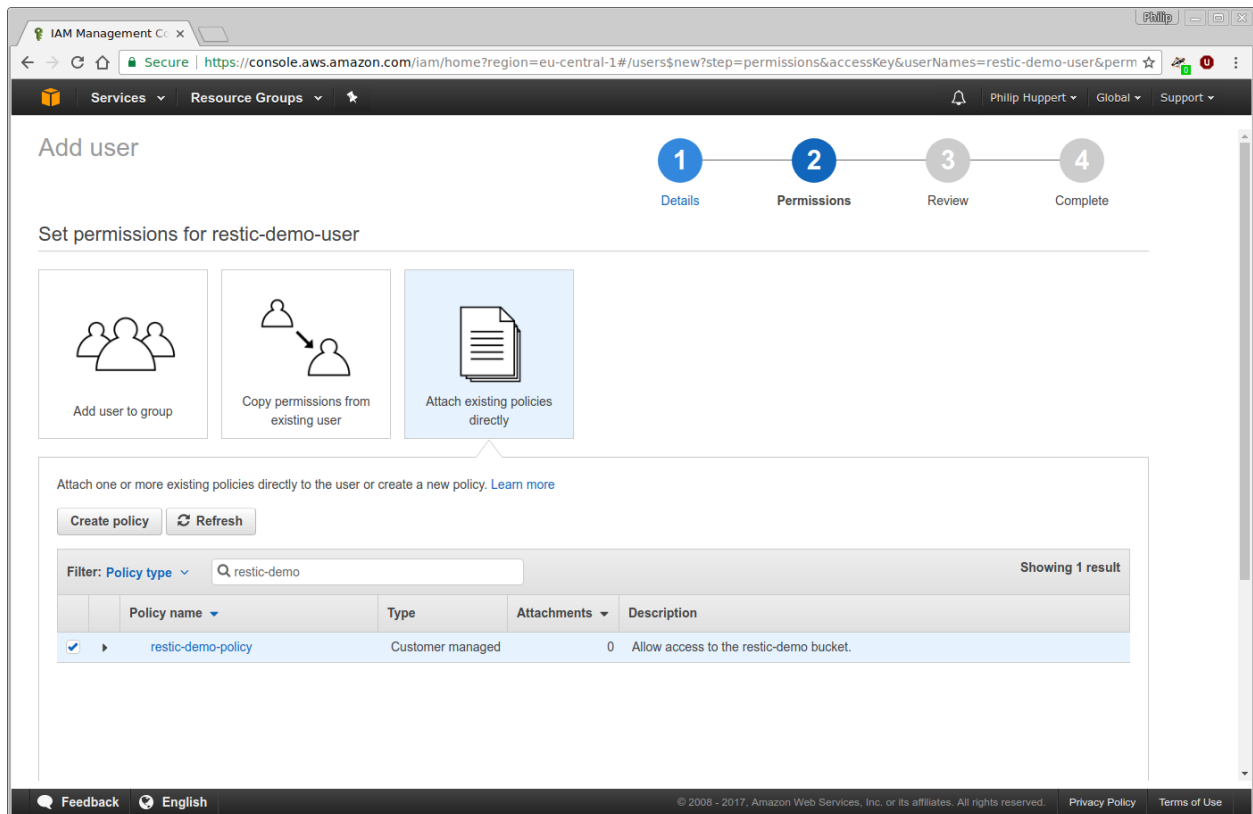 Philip
IAM Management Co
Secure | https://console.aws.amazon.com/iam/home?region=eu-central-1#/users$new?step=permissions&accessKey&userNames=restic-demo-user&perm
0
Services Resource Groups Philip Huppert Global Support
Add user
1 2 3 4
Details Permissions Review Complete
Set permissions for restic-demo-user
Add user to group
Copy permissions from
existing user
Attach existing policies
directly
Attach one or more existing policies directly to the user or create a new policy. Learn more
Create policy Refresh
Filter: Policy type restic-demo Showing 1 result
Policy name Type Attachments Description
restic-demo-policy Customer managed 0 Allow access to the restic-demo bucket.
Feedback English © 2008 - 2017, Amazon Web Services, Inc. or its affiliates. All rights reserved. Privacy Policy Terms of Use